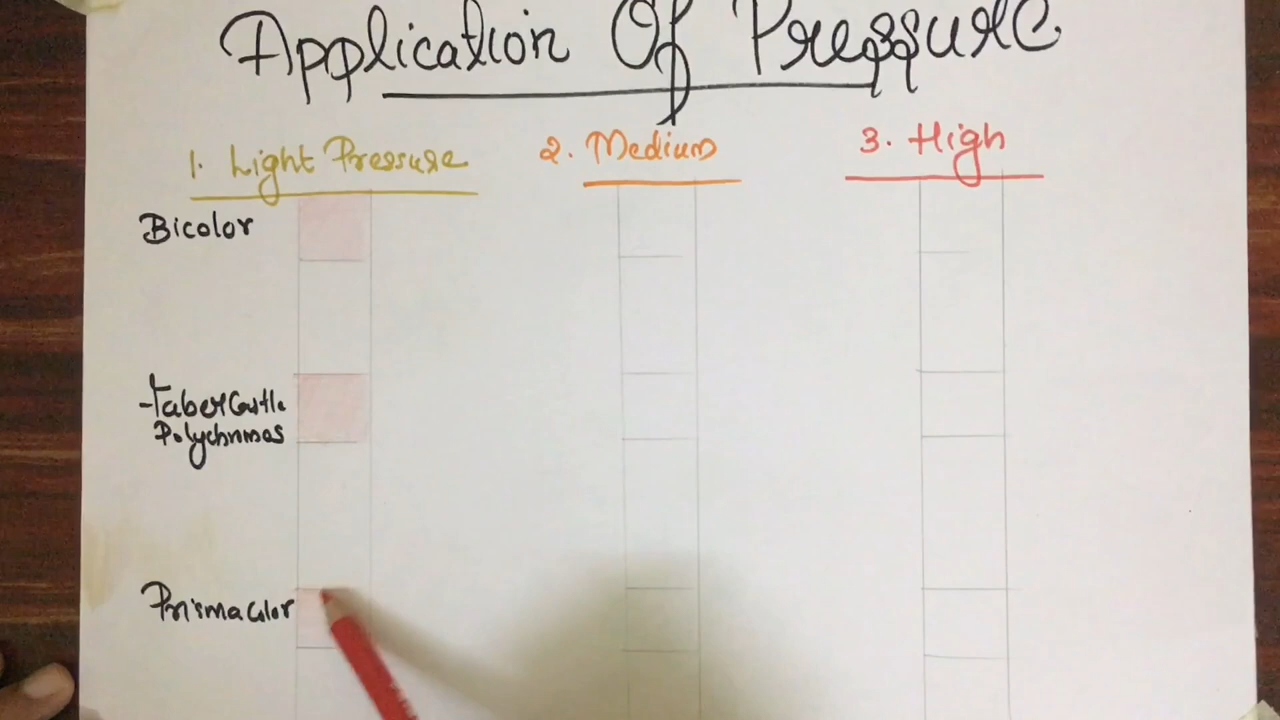 Application Of Pressure
1. Light Pressure
2. Medium
3. High
Bicolor
Faber Castle
Polychromos
Prismacolor